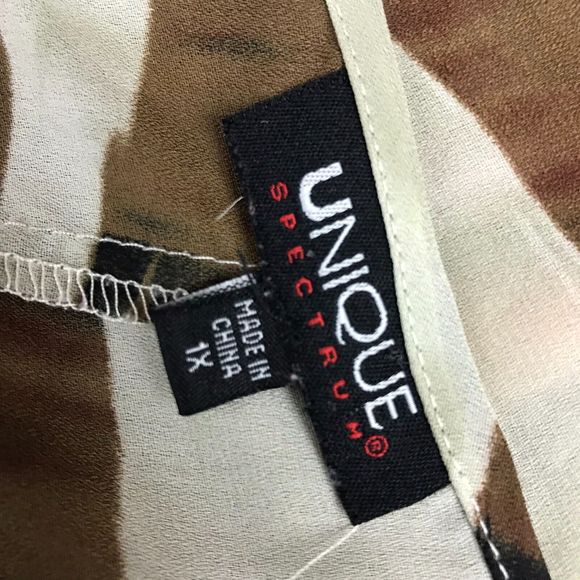 UNIQUE
SPECTRUM®
MADE IN
CHINA
1X